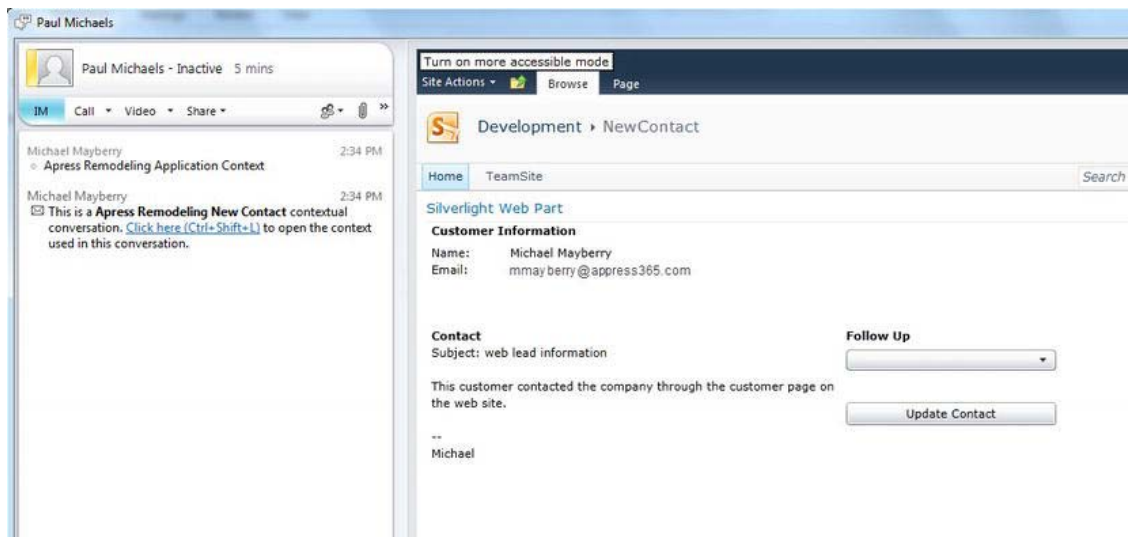 Paul Michaels
Paul Michaels - Inactive 5 mins
IM Call Video Share »
Michael Mayberry 2:34 PM
Apress Remodeling Application Context
Michael Mayberry 2:34 PM
This is a Apress Remodeling New Contact contextual
conversation. Click here (Ctrl+Shift+L) to open the context
used in this conversation.
Turn on more accessible mode
Site Actions Browse Page
Development NewContact
Home TeamSite Search
Silverlight Web Part
Customer Information
Name: Michael Mayberry
Email: mmayberry@appress365.com
Contact
Subject: web lead information
This customer contacted the company through the customer page on
the web site.
--
Michael
Follow Up
Update Contact